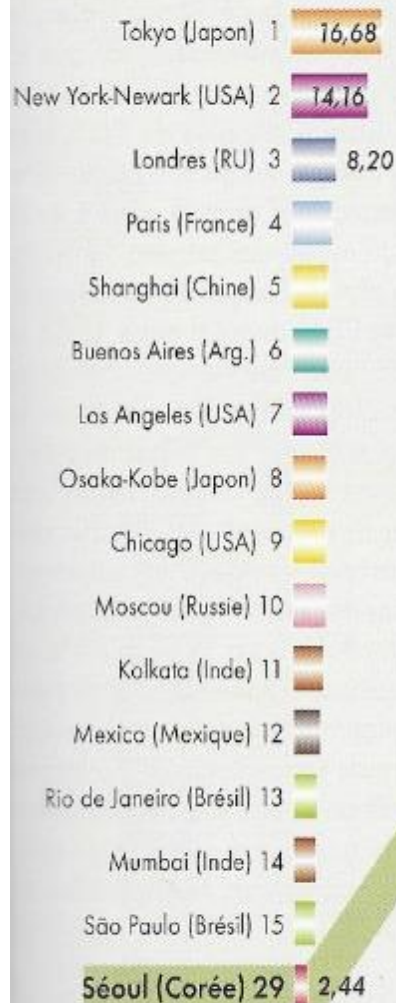 Tokyo (Japon) 1 16,68
New York-Newark (USA) 2 14,16
Londres (RU) 3 8,20
Paris (France) 4
Shanghai (Chine) 5
Buenos Aires (Arg.) 6
Los Angeles (USA) 7
Osaka-Kobe (Japon) 8
Chicago (USA) 9
Moscou (Russie) 10
Kolkata (Inde) 11
Mexico (Mexique) 12
Rio de Janeiro (Brésil) 13
Mumbai (Inde) 14
São Paulo (Brésil) 15
Séoul (Corée) 29 2,44